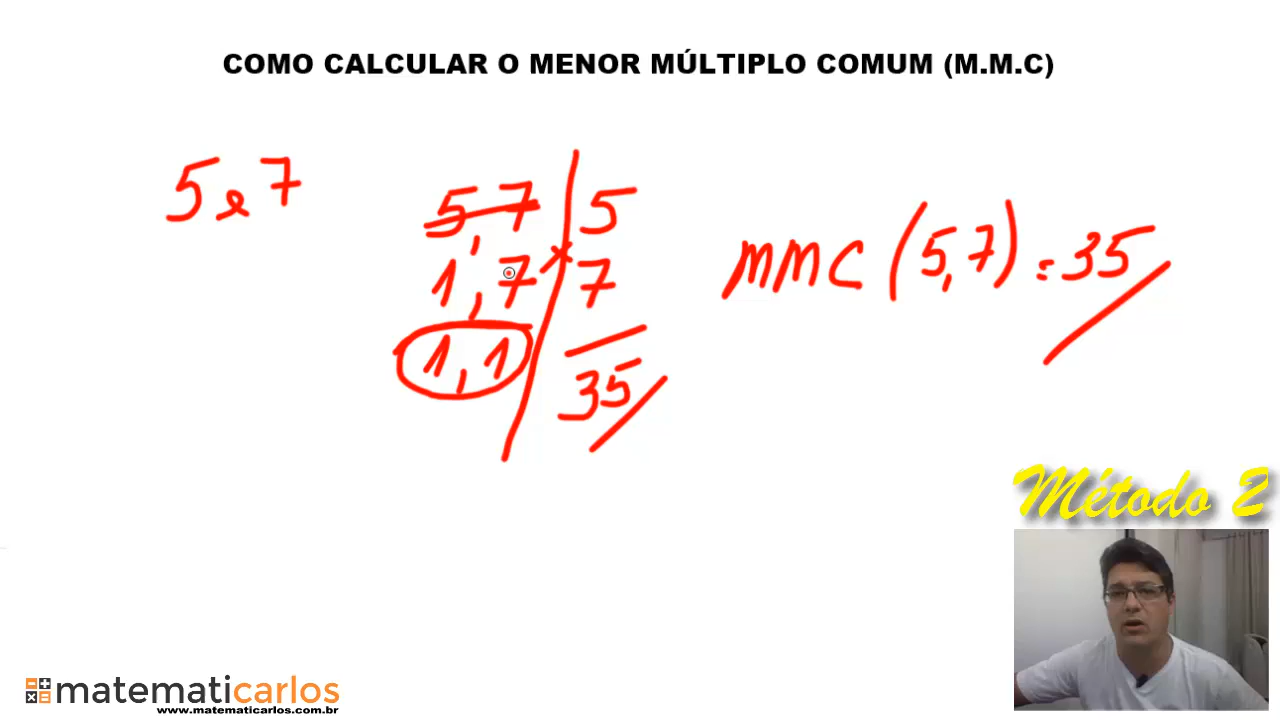 COMO CALCULAR O MENOR MÚLTIPLO COMUM (M.M.C)
5 e 7
5, 7 | 5
1, 7 × 7
1, 1 | 35
MMC (5, 7) = 35
Método 2
matematicarlos
www.matematicarlos.com.br